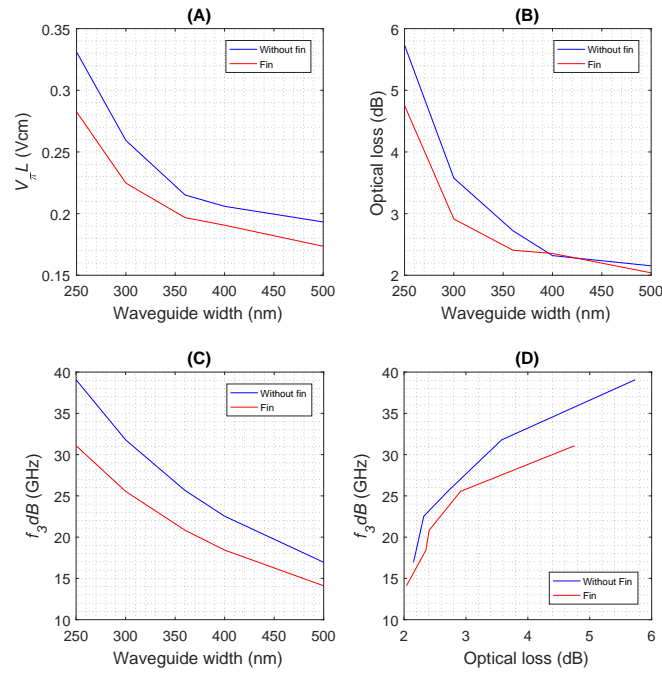 (A)
0.35
0.3
0.25
0.2
0.15
V_π L (Vcm)
250 300 350 400 450 500
Waveguide width (nm)
Without fin
Fin
(B)
6
5
4
3
2
Optical loss (dB)
250 300 350 400 450 500
Waveguide width (nm)
Without fin
Fin
(C)
40
35
30
25
20
15
10
f_3dB (GHz)
250 300 350 400 450 500
Waveguide width (nm)
Without fin
Fin
(D)
40
35
30
25
20
15
10
f_3dB (GHz)
2 3 4 5 6
Optical loss (dB)
Without Fin
Fin